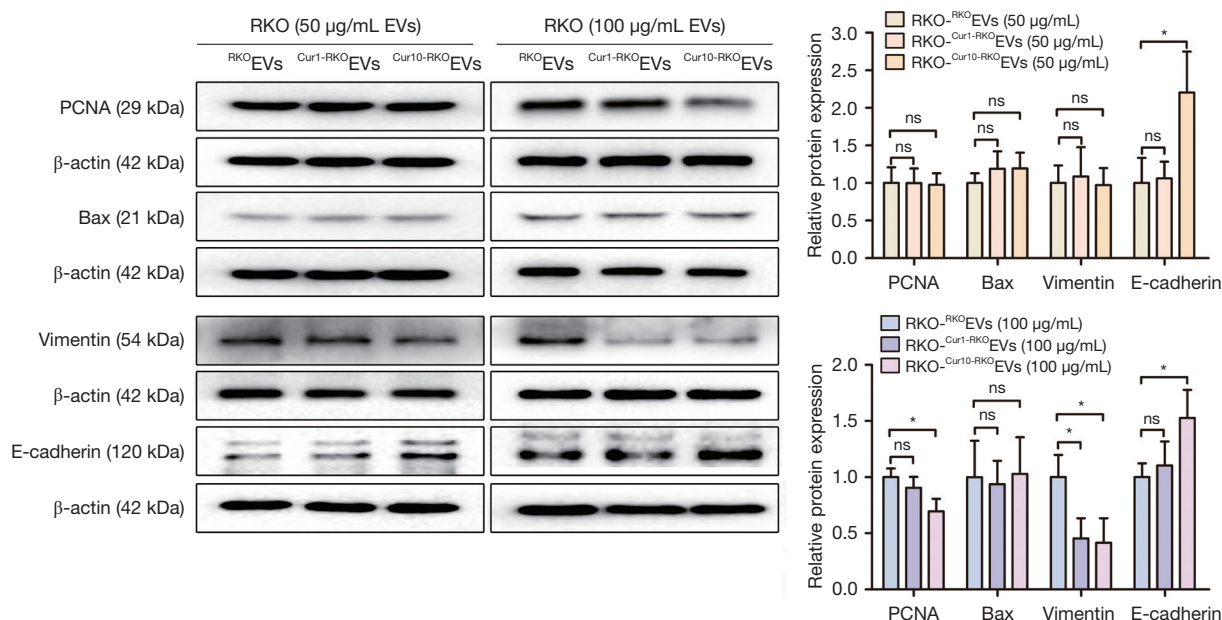 RKO (50 µg/mL EVs)
RKO (100 µg/mL EVs)
RKOEVs Cur1-RKOEVs Cur10-RKOEVs
RKOEVs Cur1-RKOEVs Cur10-RKOEVs
PCNA (29 kDa)
β-actin (42 kDa)
Bax (21 kDa)
β-actin (42 kDa)
Vimentin (54 kDa)
β-actin (42 kDa)
E-cadherin (120 kDa)
β-actin (42 kDa)
RKO-RKOEVs (50 µg/mL)
RKO-Cur1-RKOEVs (50 µg/mL)
RKO-Cur10-RKOEVs (50 µg/mL)
Relative protein expression
3.0
2.5
2.0
1.5
1.0
0.5
0.0
ns
ns
ns
ns
ns
ns
ns
*
PCNA Bax Vimentin E-cadherin
RKO-RKOEVs (100 µg/mL)
RKO-Cur1-RKOEVs (100 µg/mL)
RKO-Cur10-RKOEVs (100 µg/mL)
Relative protein expression
2.0
1.5
1.0
0.5
0.0
*
ns
ns
ns
*
*
*
ns
PCNA Bax Vimentin E-cadherin